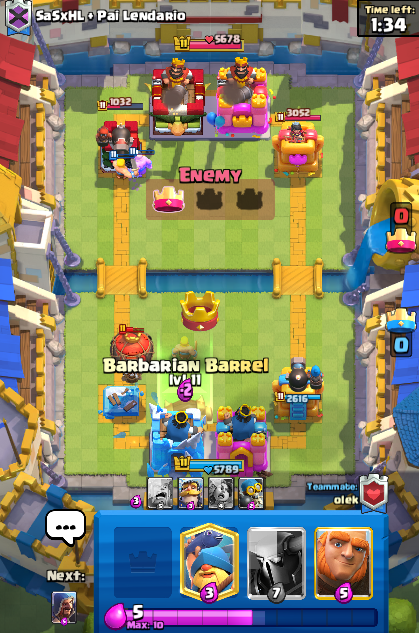 SaSxHL + Pai Lendario
Time left:
1:34
5678
1032
3052
Enemy
0
0
Barbarian Barrel
lvl.11
-2
2616
5789
Teammate:
olek
3
...
Next:
3
7
5
5
Max: 10